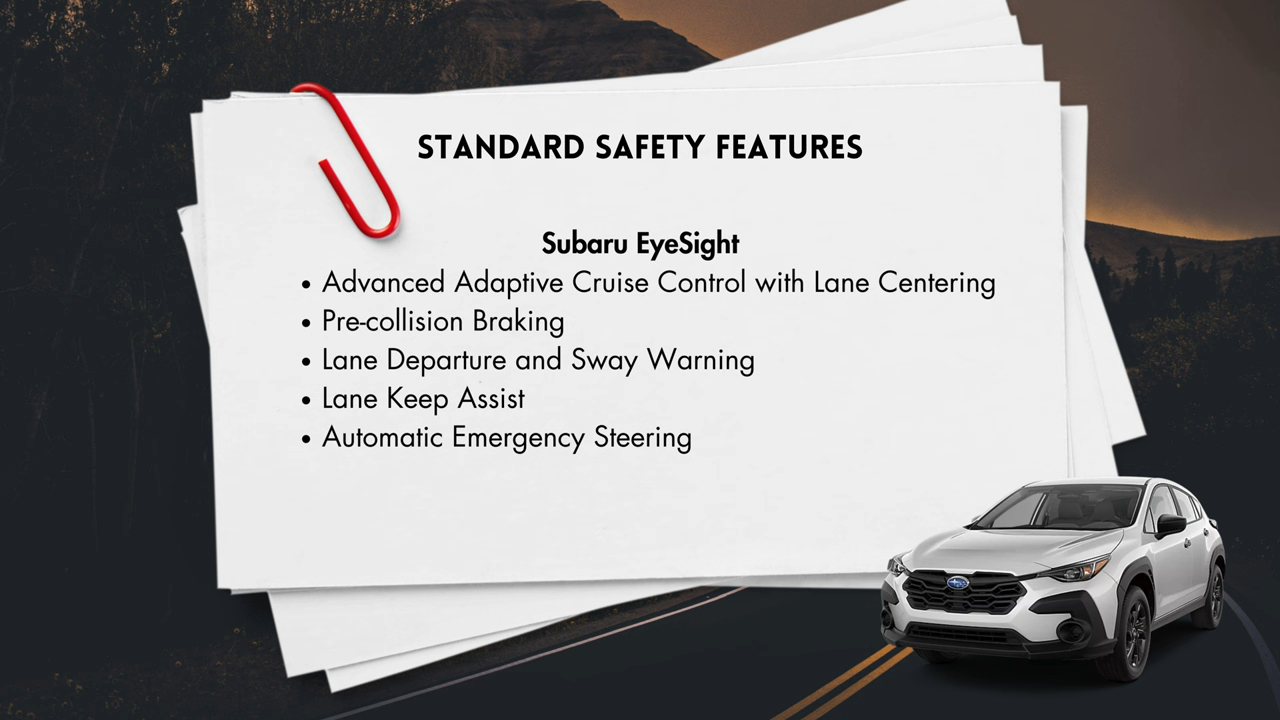 STANDARD SAFETY FEATURES
Subaru EyeSight
• Advanced Adaptive Cruise Control with Lane Centering
• Pre-collision Braking
• Lane Departure and Sway Warning
• Lane Keep Assist
• Automatic Emergency Steering